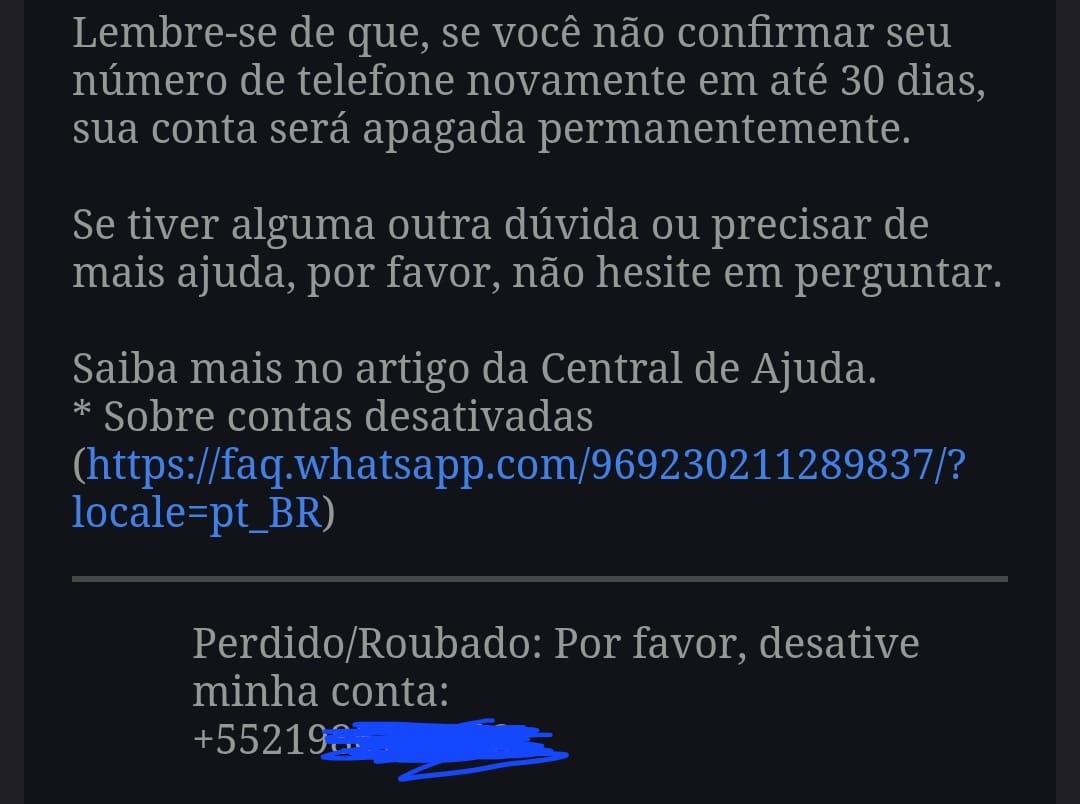 Lembre-se de que, se você não confirmar seu
número de telefone novamente em até 30 dias,
sua conta será apagada permanentemente.
Se tiver alguma outra dúvida ou precisar de
mais ajuda, por favor, não hesite em perguntar.
Saiba mais no artigo da Central de Ajuda.
* Sobre contas desativadas
(https://faq.whatsapp.com/969230211289837/?
locale=pt_BR)
Perdido/Roubado: Por favor, desative
minha conta:
+55219